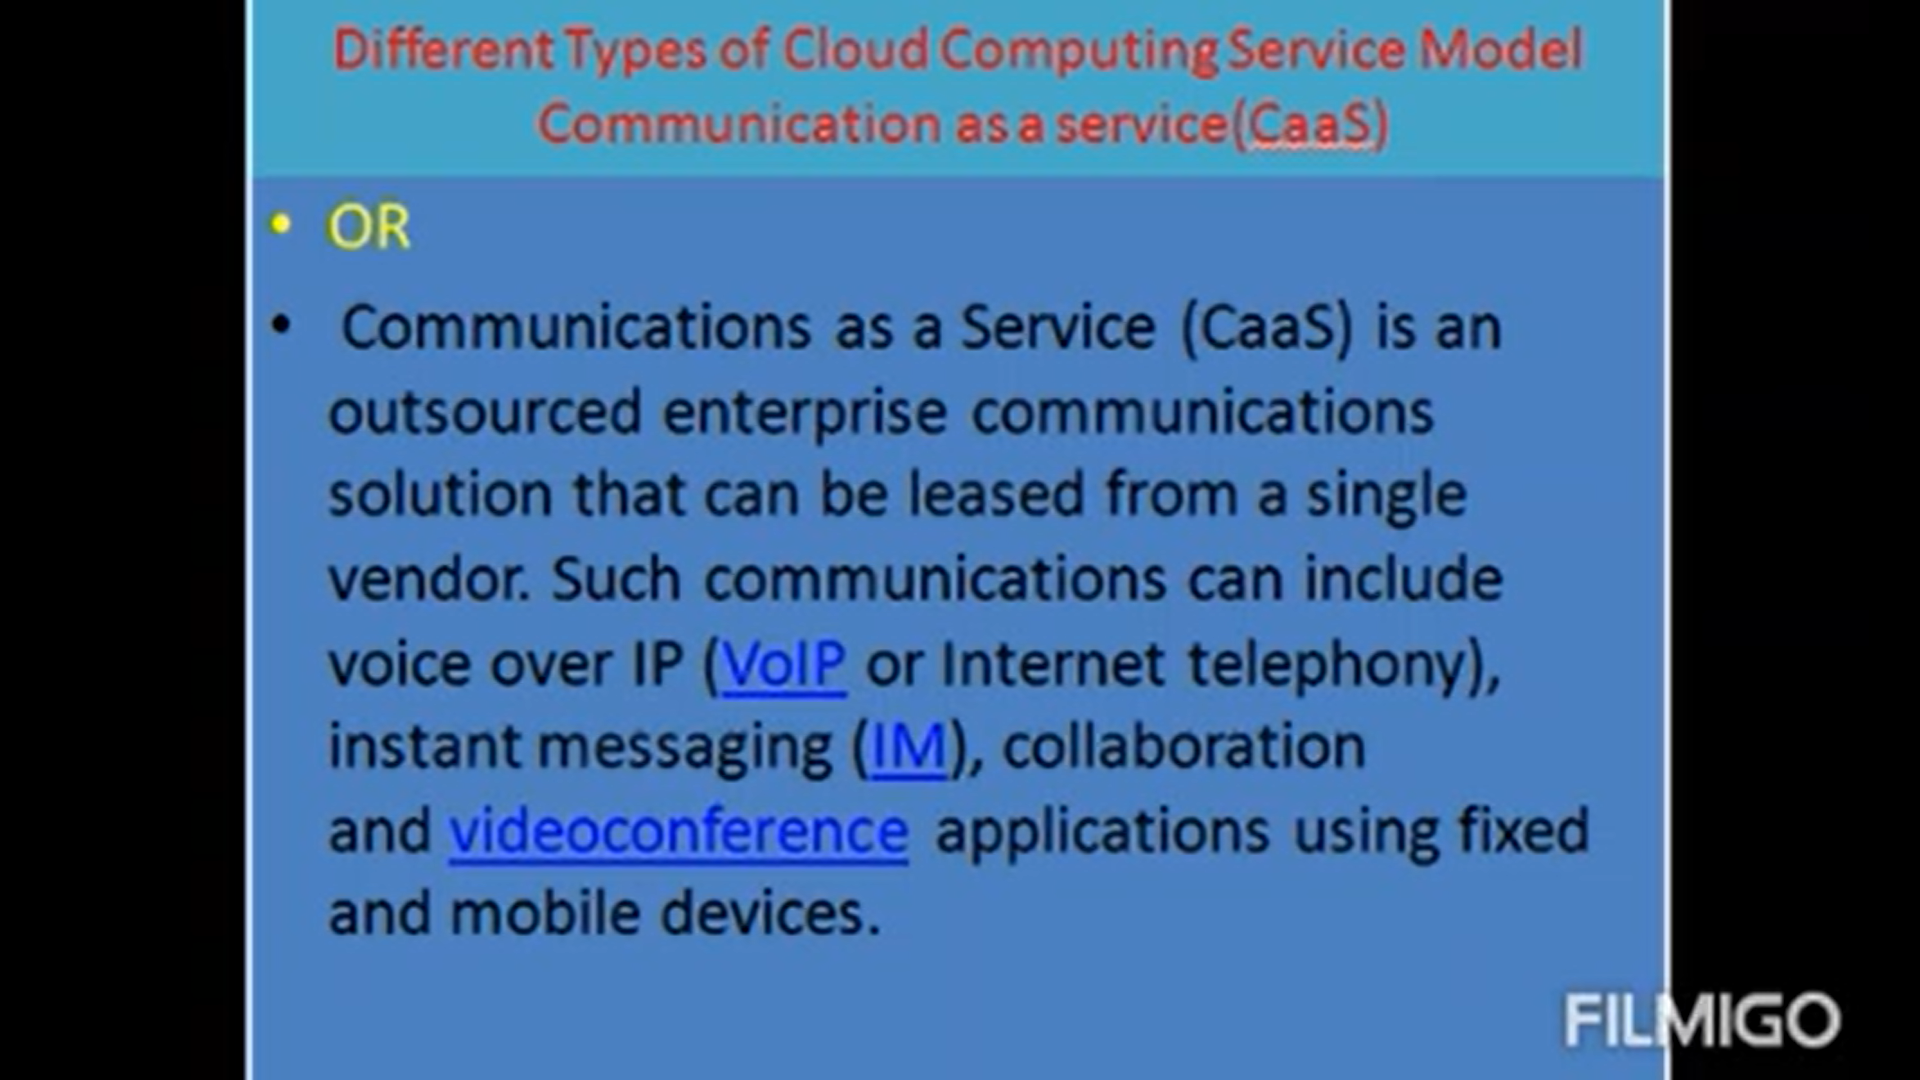 Different Types of Cloud Computing Service Model
Communication as a service(CaaS)
• OR
• Communications as a Service (CaaS) is an
outsourced enterprise communications
solution that can be leased from a single
vendor. Such communications can include
voice over IP (VoIP or Internet telephony),
instant messaging (IM), collaboration
and videoconference applications using fixed
and mobile devices.
FILMIGO